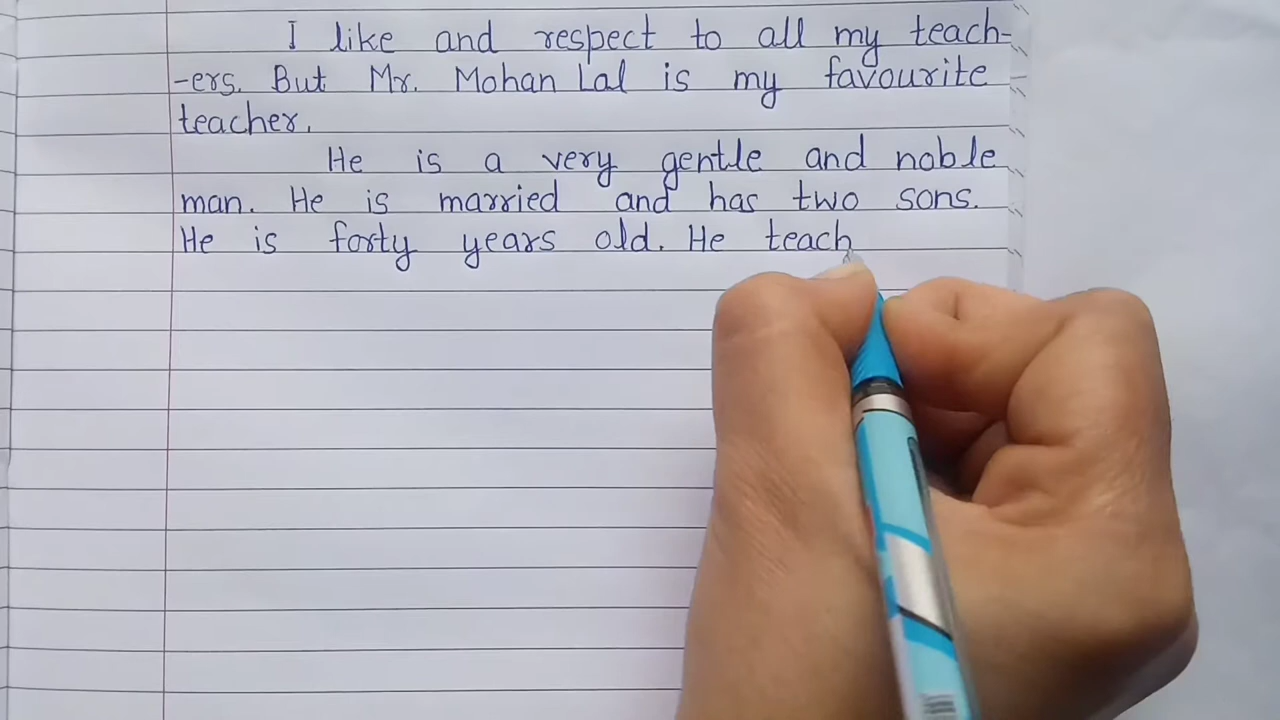 I like and respect to all my teach-
-ers. But Mr. Mohan Lal is my favourite
teacher.
He is a very gentle and noble
man. He is married and has two sons.
He is forty years old. He teach